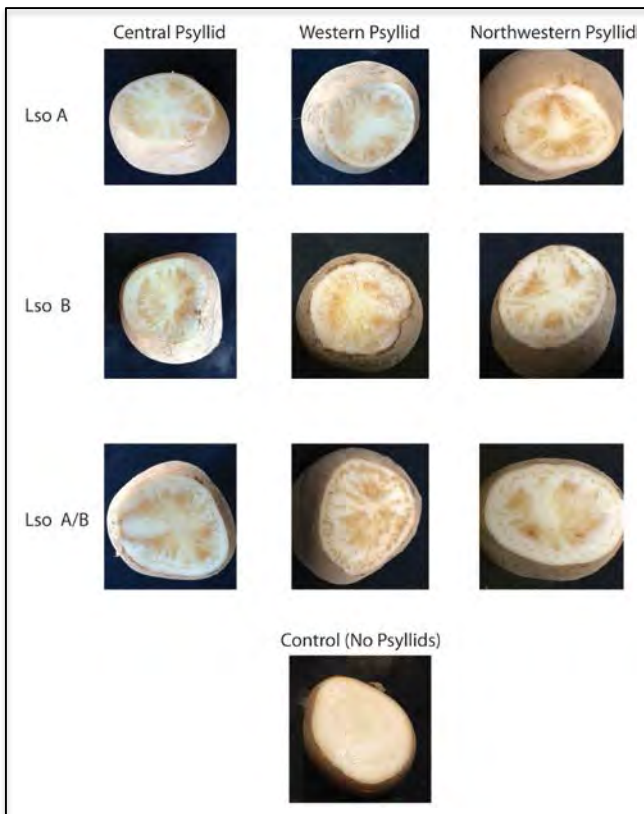 Central Psyllid Western Psyllid Northwestern Psyllid
Lso A
Lso B
Lso A/B
Control (No Psyllids)